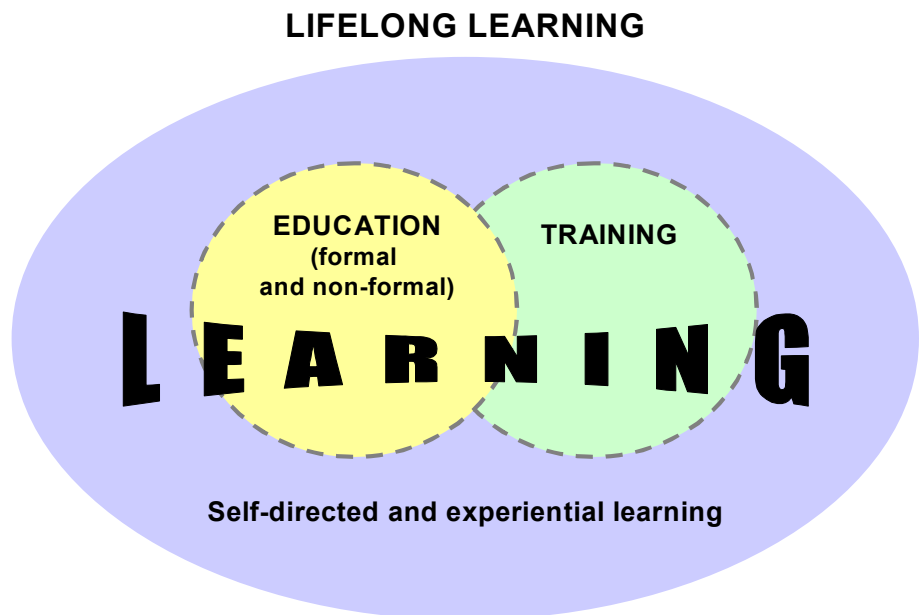 LIFELONG LEARNING
EDUCATION
(formal
and non-formal)
TRAINING
LEARNING
Self-directed and experiential learning